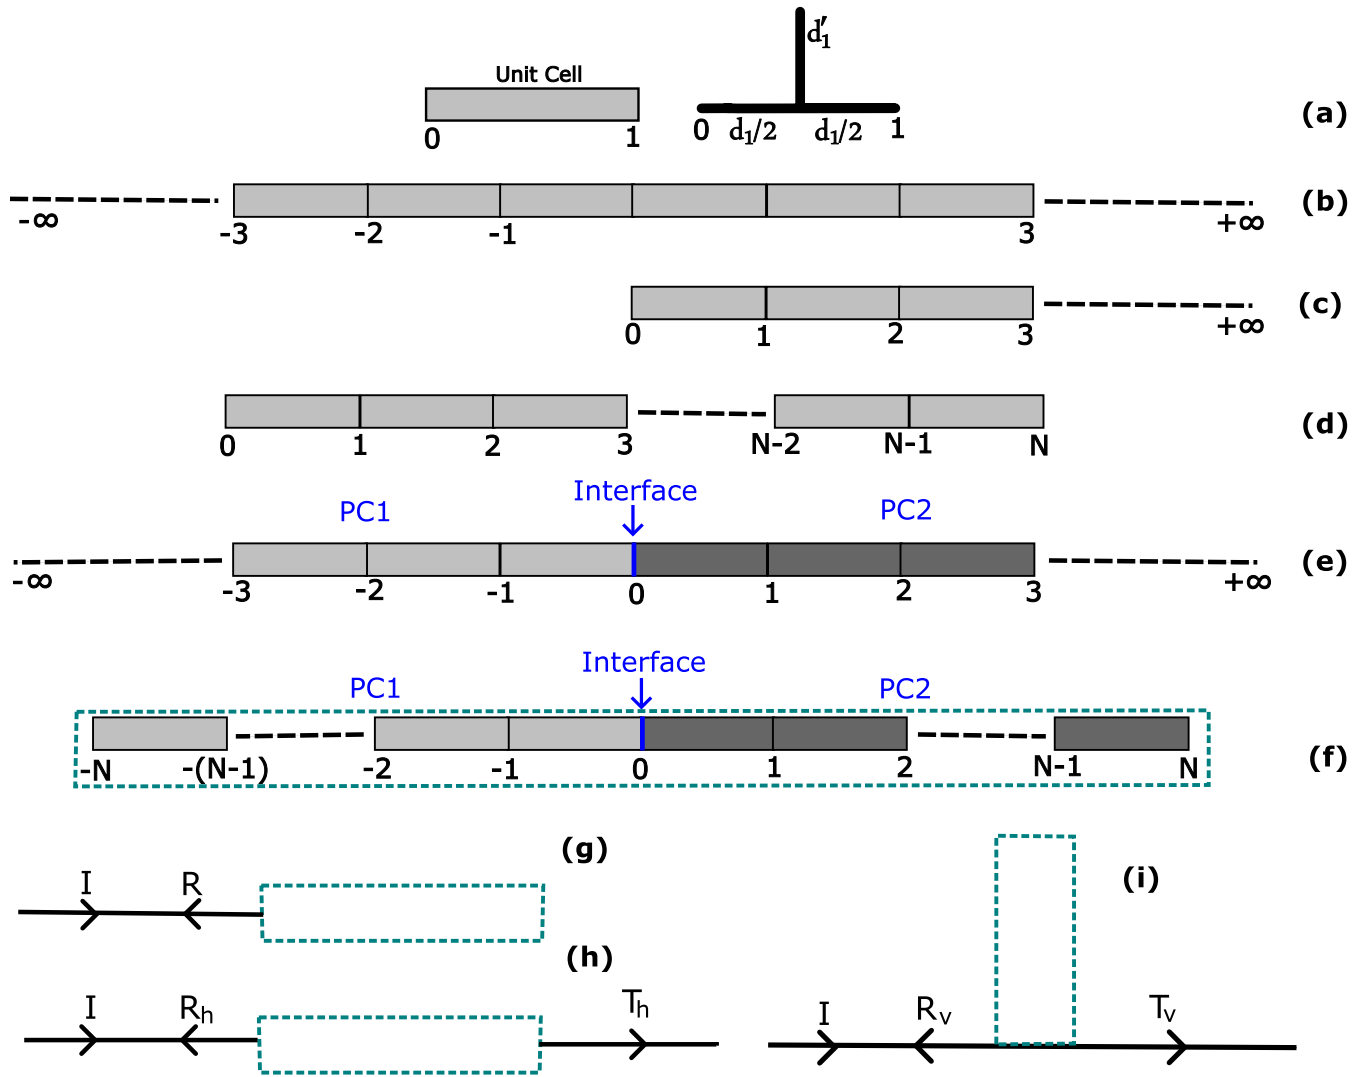 d′₁
Unit Cell
0 1 0 d₁/2 d₁/2 1 (a)
-∞ -3 -2 -1 3 +∞ (b)
0 1 2 3 +∞ (c)
0 1 2 3 N-2 N-1 N (d)
Interface
PC1 PC2
-∞ -3 -2 -1 0 1 2 3 +∞ (e)
Interface
PC1 PC2
-N -(N-1) -2 -1 0 1 2 N-1 N (f)
(g)
I R
(i)
(h)
I Rh Th
I Rv Tv